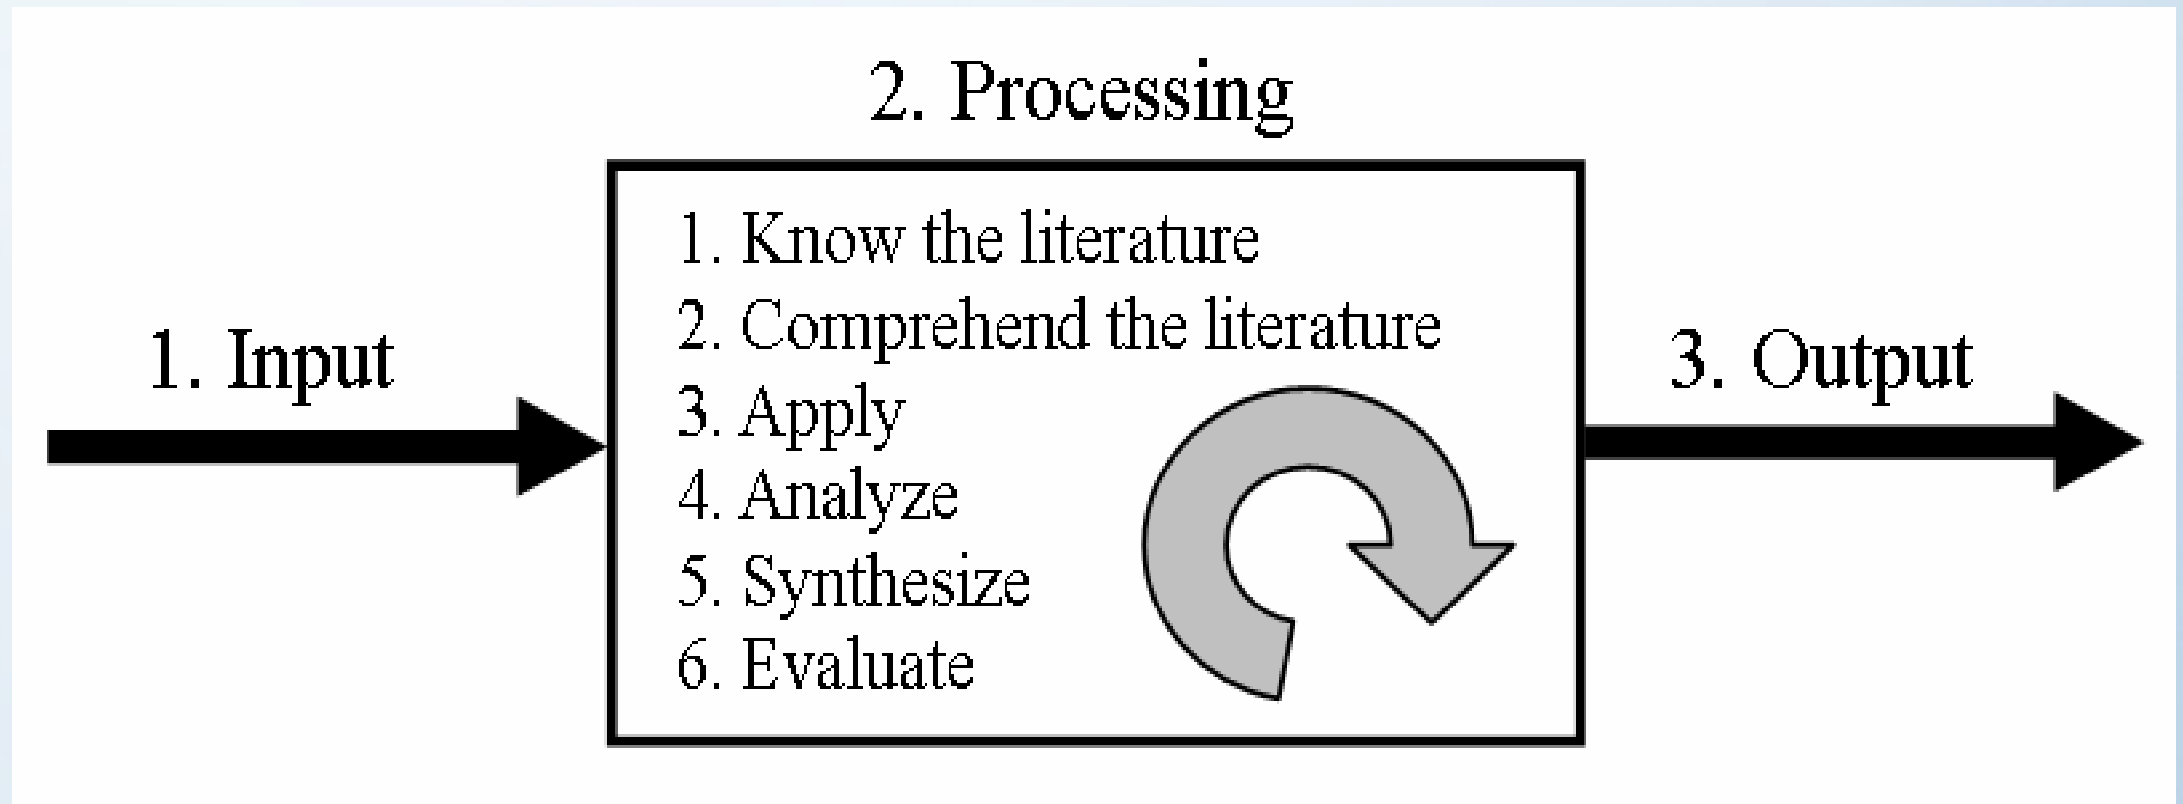 2. Processing
1. Input
1. Know the literature
2. Comprehend the literature
3. Apply
4. Analyze
5. Synthesize
6. Evaluate
3. Output